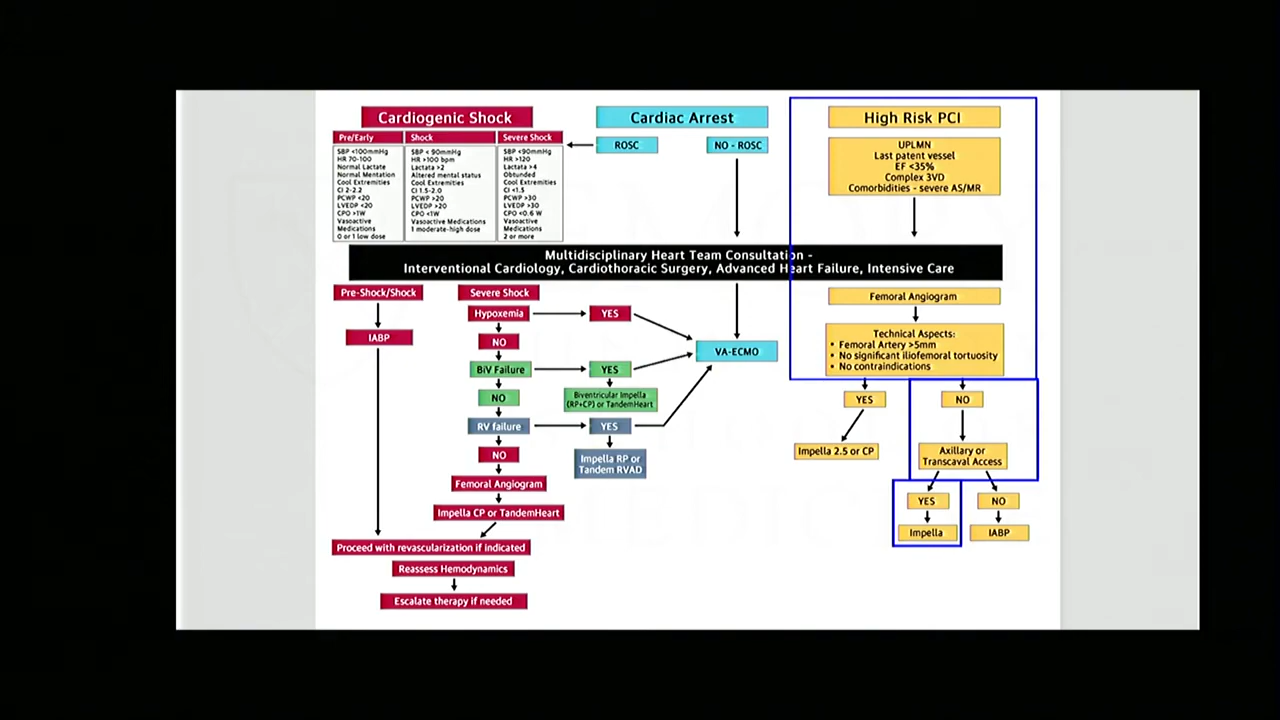 Cardiogenic Shock
Pre/Early
SBP <100mmHg
HR 70-100
Normal Lactate
Normal Mentation
Cool Extremities
CI 2-2.2
PCWP <20
LVEDP <20
CPO >1W
Vasoactive
Medications
0 or 1 low dose
Shock
SBP < 90mmHg
HR >100 bpm
Lactata >2
Altered mental status
Cool Extremities
CI 1.5-2.0
PCWP >20
LVEDP >20
CPO <1W
Vasoactive Medications
1 moderate-high dose
Severe Shock
SBP <90mmHg
HR >120
Lactata >4
Obtunded
Cool Extremities
CI <1.5
PCWP >30
LVEDP >30
CPO <0.6 W
Vasoactive
Medications
2 or more
Cardiac Arrest
ROSC
NO - ROSC
High Risk PCI
UPLMN
Last patent vessel
EF <35%
Complex 3VD
Comorbidities - severe AS/MR
Multidisciplinary Heart Team Consultation -
Interventional Cardiology, Cardiothoracic Surgery, Advanced Heart Failure, Intensive Care
Pre-Shock/Shock
IABP
Severe Shock
Hypoxemia
YES
NO
BiV Failure
YES
Biventricular Impella
(RP+CP) or TandemHeart
NO
RV failure
YES
Impella RP or
Tandem RVAD
NO
Femoral Angiogram
Impella CP or TandemHeart
Proceed with revascularization if indicated
Reassess Hemodynamics
Escalate therapy if needed
VA-ECMO
Femoral Angiogram
Technical Aspects:
• Femoral Artery >5mm
• No significant iliofemoral tortuosity
• No contraindications
YES
Impella 2.5 or CP
NO
Axillary or
Transcaval Access
YES
Impella
NO
IABP